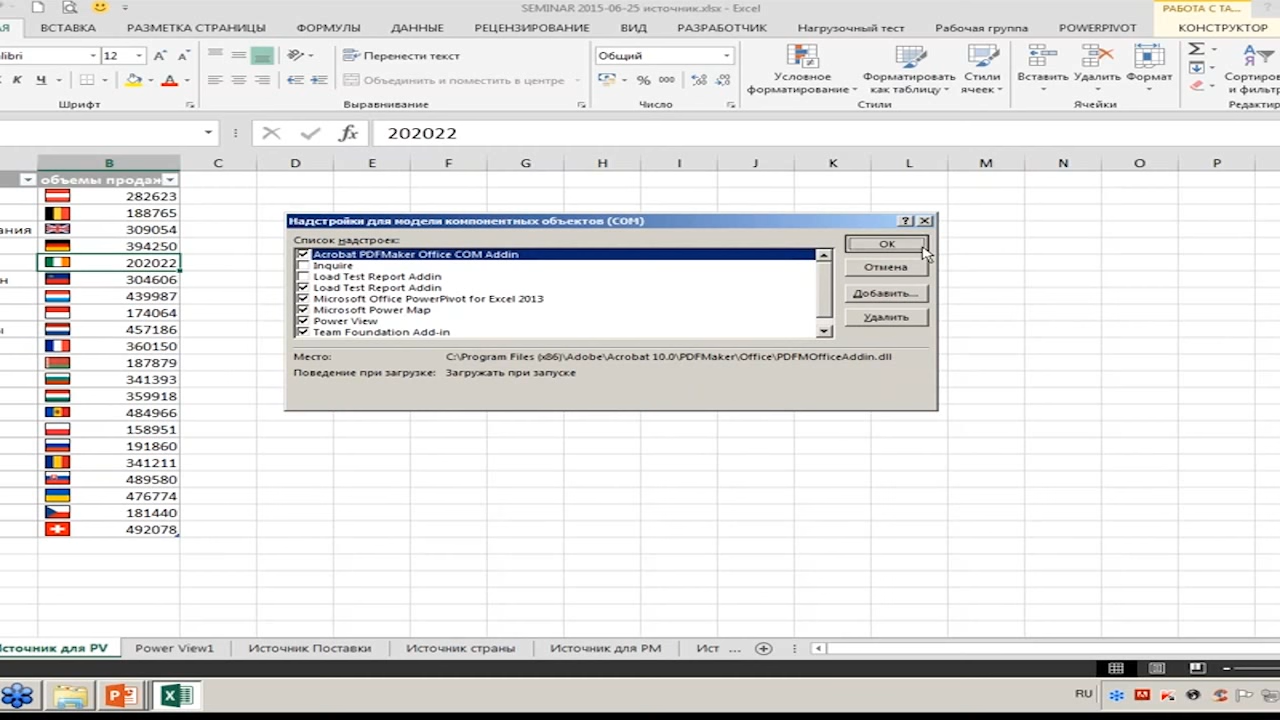 SEMINAR 2015-06-25 источник.xlsx - Excel
РАБОТА С ТА...
ВСТАВКА РАЗМЕТКА СТРАНИЦЫ ФОРМУЛЫ ДАННЫЕ РЕЦЕНЗИРОВАНИЕ ВИД РАЗРАБОТЧИК Нагрузочный тест Рабочая группа POWERPIVOT КОНСТРУКТОР
libri 12 Перенести текст Общий
К Ч Объединить и поместить в центре % 000
Условное форматирование
Форматировать как таблицу
Стили ячеек
Вставить Удалить Формат
Сортиров и фильтр
Шрифт Выравнивание Число Стили Ячейки Редактир
fx 202022
B C D E F G H I J K L M N O P
объемы продаж
282623
188765
ания 309054
394250
202022
н 304606
439987
174064
ы 457186
360150
187879
341393
359918
484966
158951
191860
341211
489580
476774
181440
492078
Надстройки для модели компонентных объектов (COM)
Список надстроек:
Acrobat PDFMaker Office COM Addin
Inquire
Load Test Report Addin
Load Test Report Addin
Microsoft Office PowerPivot for Excel 2013
Microsoft Power Map
Power View
Team Foundation Add-in
ОК
Отмена
Добавить...
Удалить
Место: C:\Program Files (x86)\Adobe\Acrobat 10.0\PDFMaker\Office\PDFMOfficeAddin.dll
Поведение при загрузке: Загружать при запуске
Источник для PV Power View1 Источник Поставки Источник страны Источник для PM Ист ...
RU